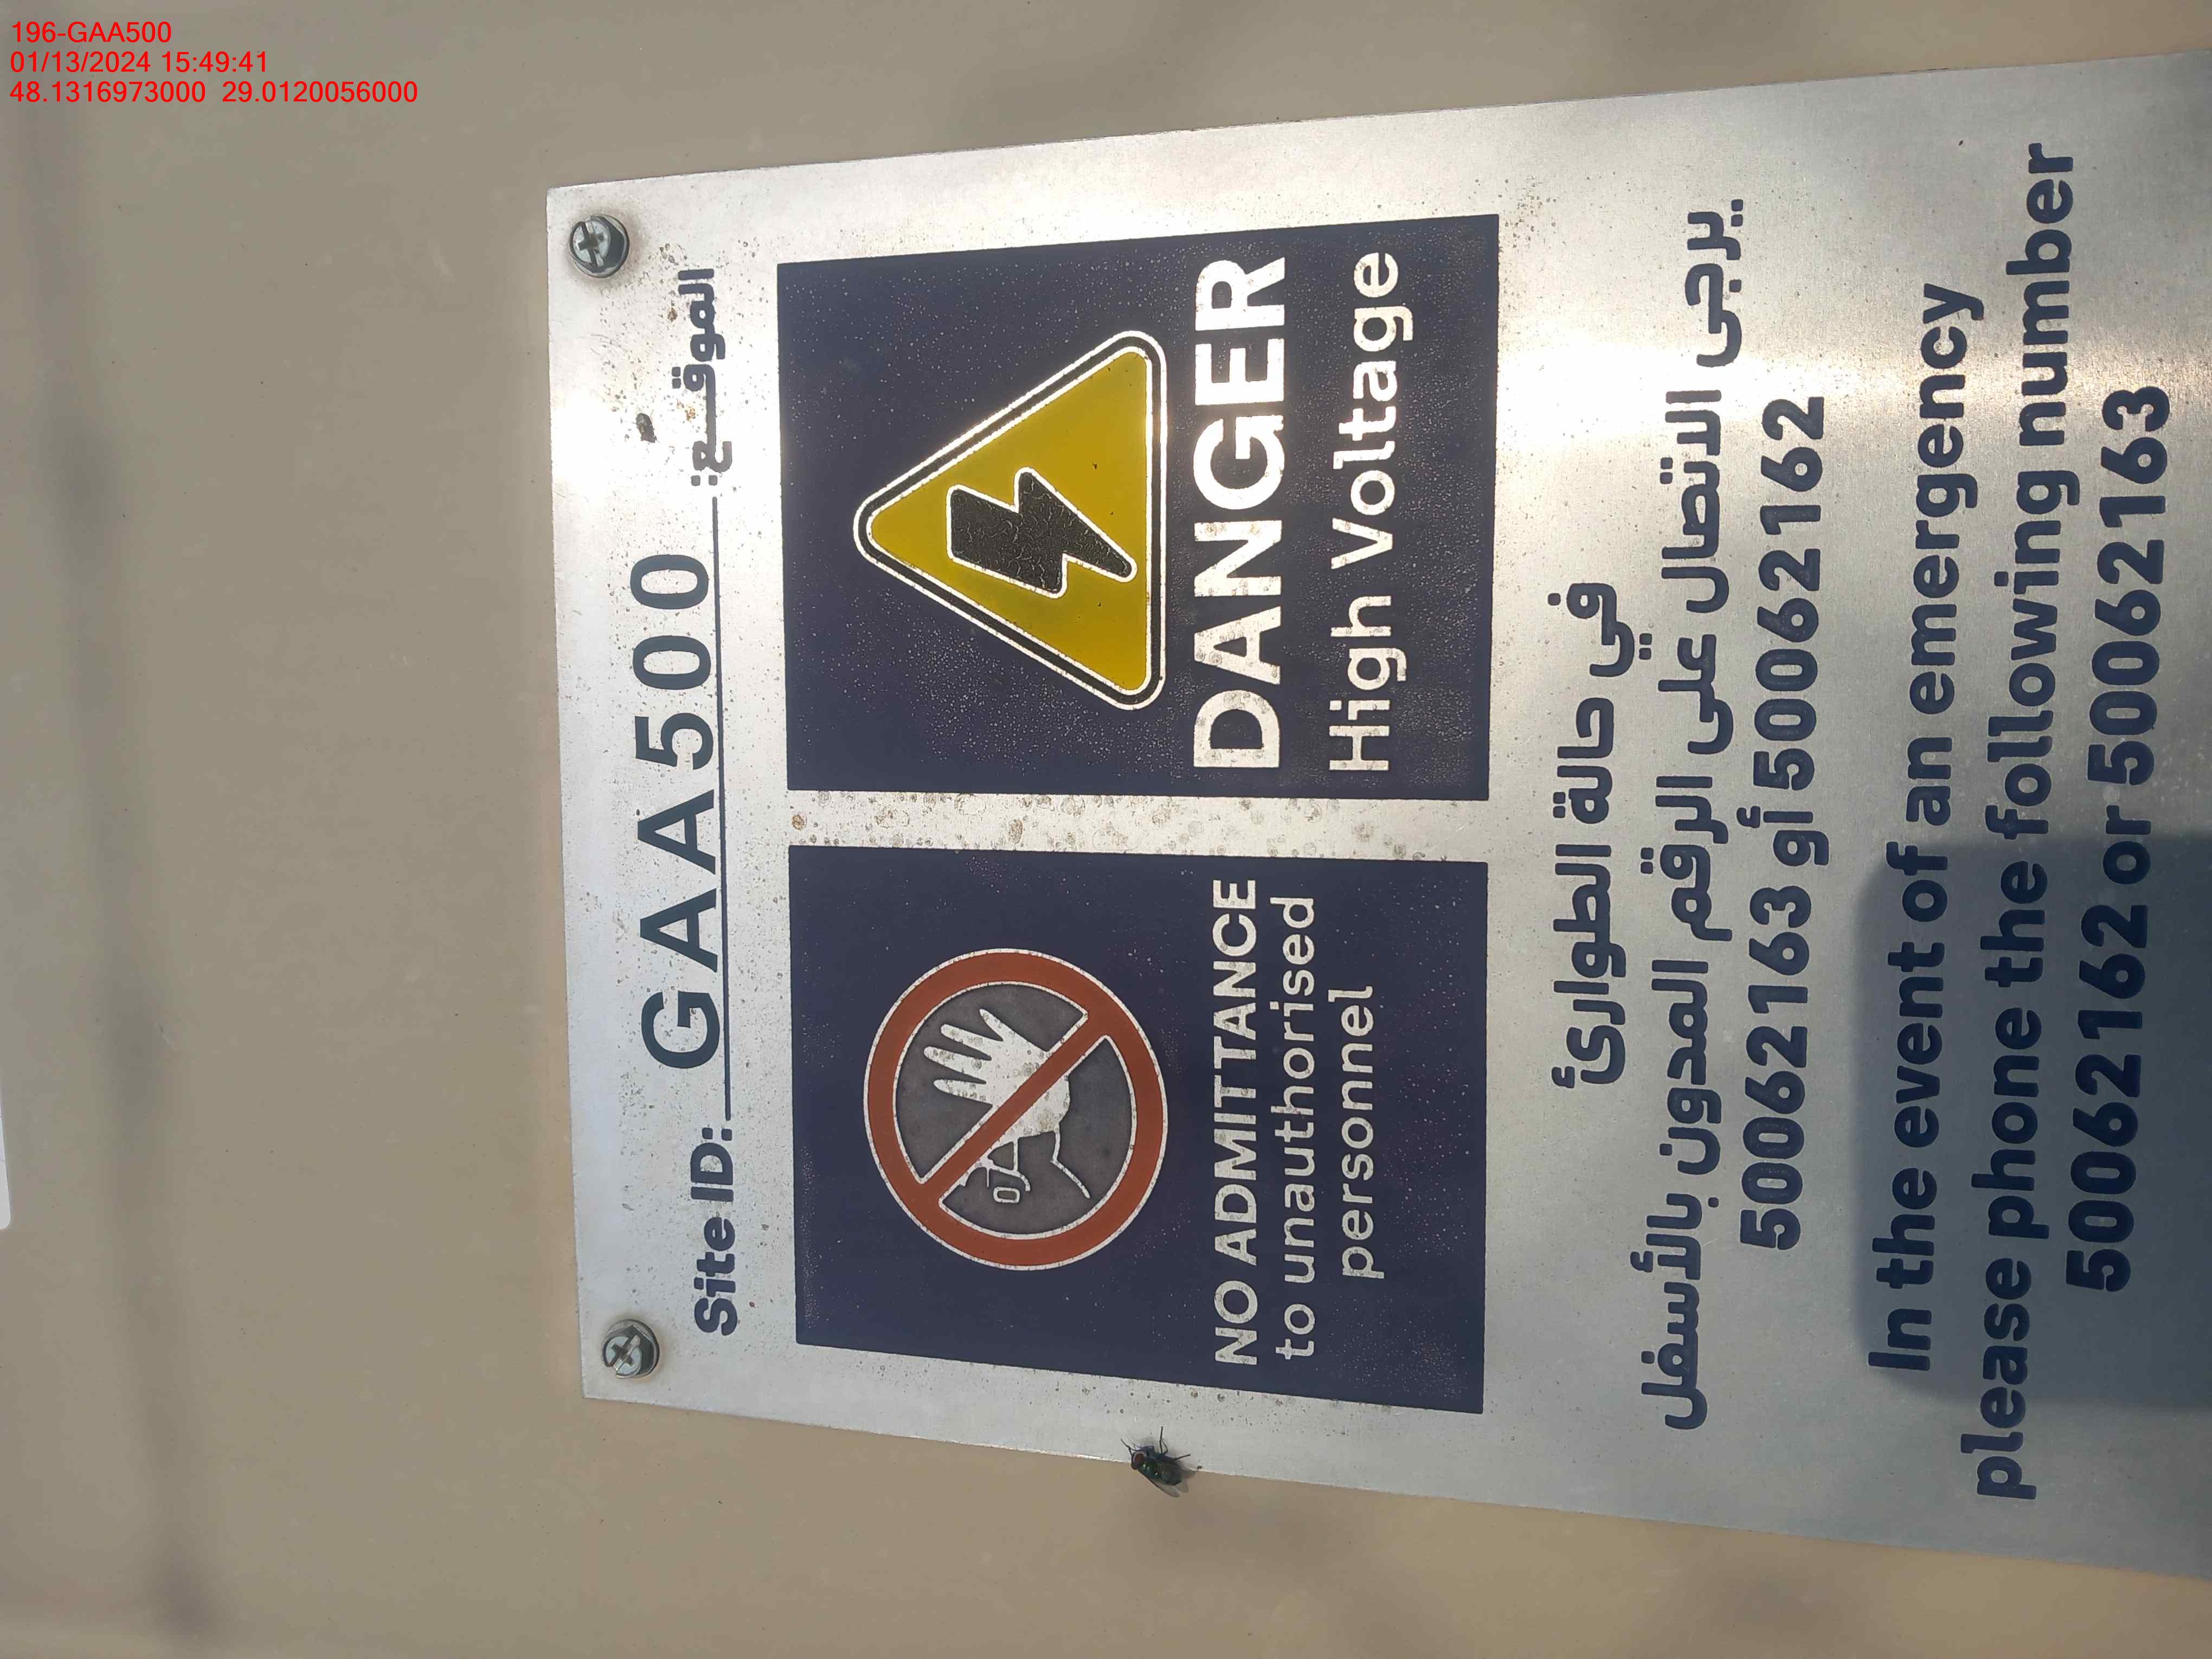 196-GAA500
01/13/2024 15:49:41
48.1316973000 29.0120056000
Site ID: GAA500 الموقـع:
NO ADMITTANCE
to unauthorised
personnel
DANGER
High Voltage
في حالة الطوارئ
يرجى الاتصال على الرقم المدون بالأسفل
50062163 أو 50062162
In the event of an emergency
please phone the following number
50062162 or 50062163